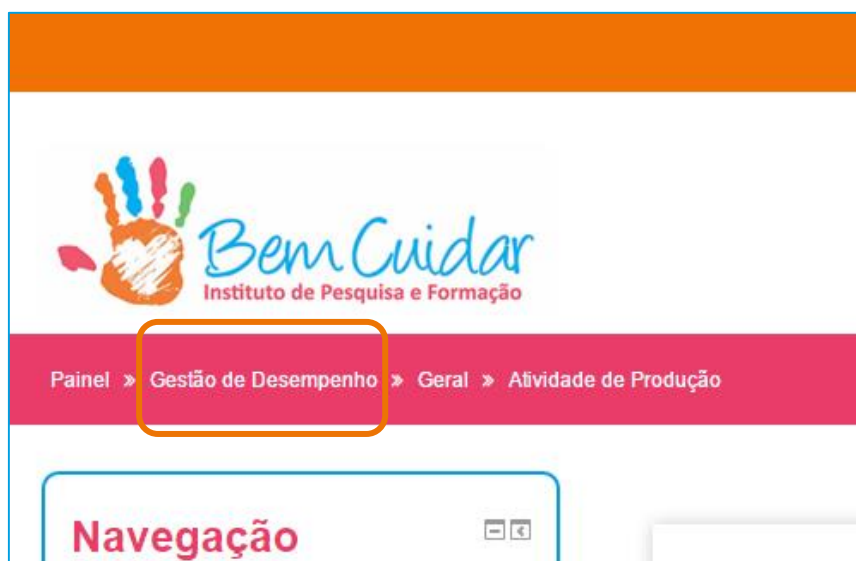 Bem Cuidar
Instituto de Pesquisa e Formação
Painel » Gestão de Desempenho » Geral » Atividade de Produção
Navegação